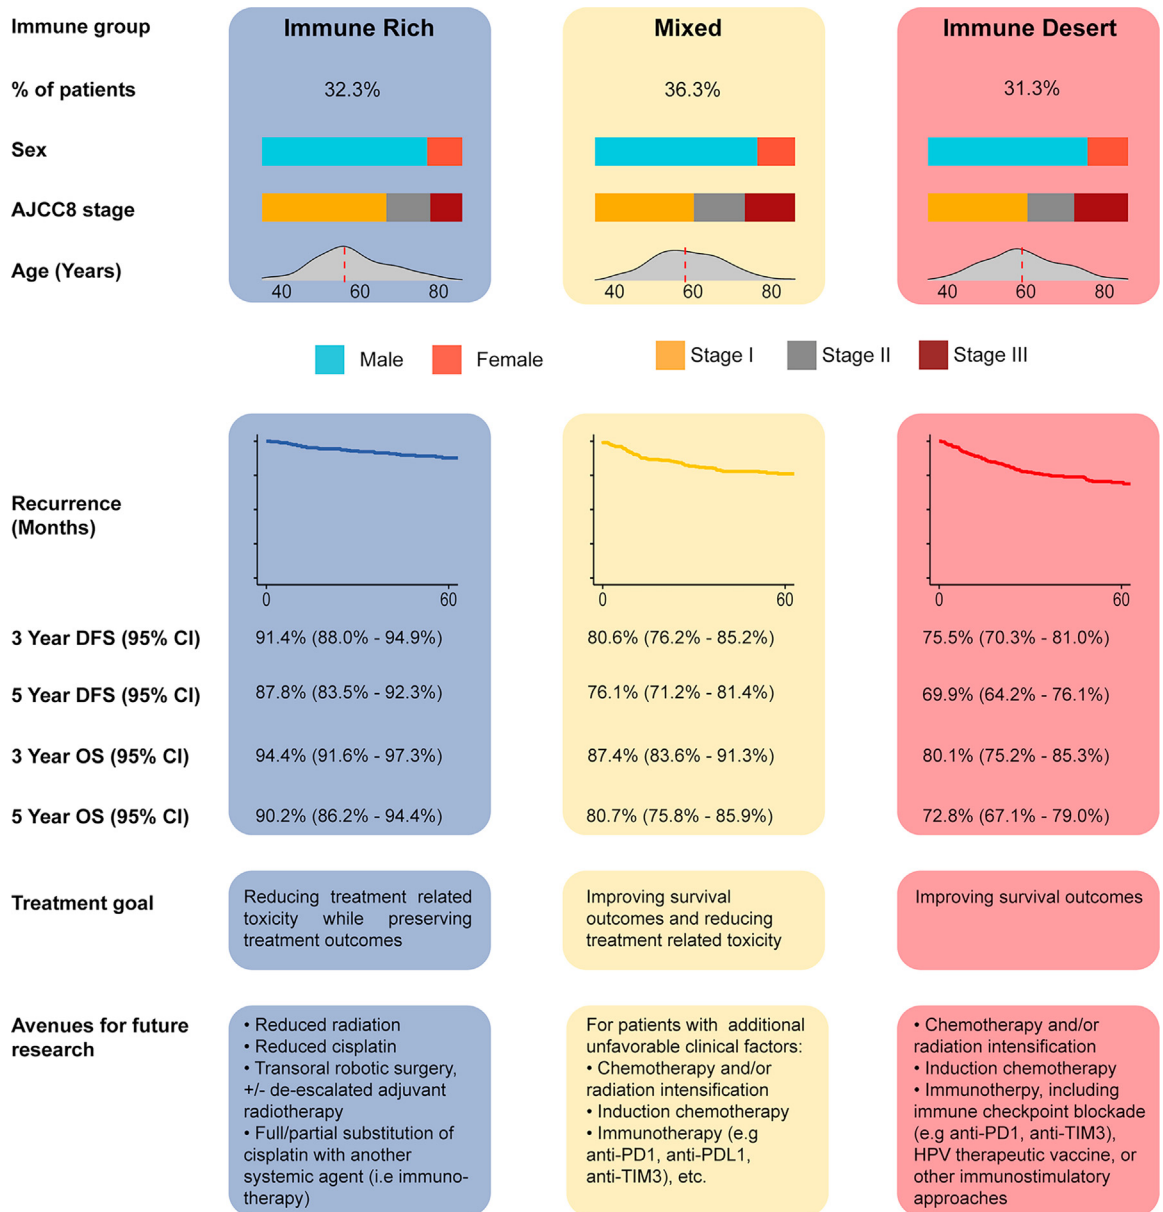 Immune group
Immune Rich
Mixed
Immune Desert
% of patients
32.3%
36.3%
31.3%
Sex
AJCC8 stage
Age (Years)
40 60 80
40 60 80
40 60 80
Male
Female
Stage I
Stage II
Stage III
Recurrence
(Months)
0 60
0 60
0 60
3 Year DFS (95% CI)
91.4% (88.0% - 94.9%)
80.6% (76.2% - 85.2%)
75.5% (70.3% - 81.0%)
5 Year DFS (95% CI)
87.8% (83.5% - 92.3%)
76.1% (71.2% - 81.4%)
69.9% (64.2% - 76.1%)
3 Year OS (95% CI)
94.4% (91.6% - 97.3%)
87.4% (83.6% - 91.3%)
80.1% (75.2% - 85.3%)
5 Year OS (95% CI)
90.2% (86.2% - 94.4%)
80.7% (75.8% - 85.9%)
72.8% (67.1% - 79.0%)
Treatment goal
Reducing treatment related
toxicity while preserving
treatment outcomes
Improving survival
outcomes and reducing
treatment related toxicity
Improving survival outcomes
Avenues for future
research
• Reduced radiation
• Reduced cisplatin
• Transoral robotic surgery,
+/- de-escalated adjuvant
radiotherapy
• Full/partial substitution of
cisplatin with another
systemic agent (i.e immuno-
therapy)
For patients with additional
unfavorable clinical factors:
• Chemotherapy and/or
radiation intensification
• Induction chemotherapy
• Immunotherapy (e.g
anti-PD1, anti-PDL1,
anti-TIM3), etc.
• Chemotherapy and/or
radiation intensification
• Induction chemotherapy
• Immunotherpy, including
immune checkpoint blockade
(e.g anti-PD1, anti-TIM3),
HPV therapeutic vaccine, or
other immunostimulatory
approaches